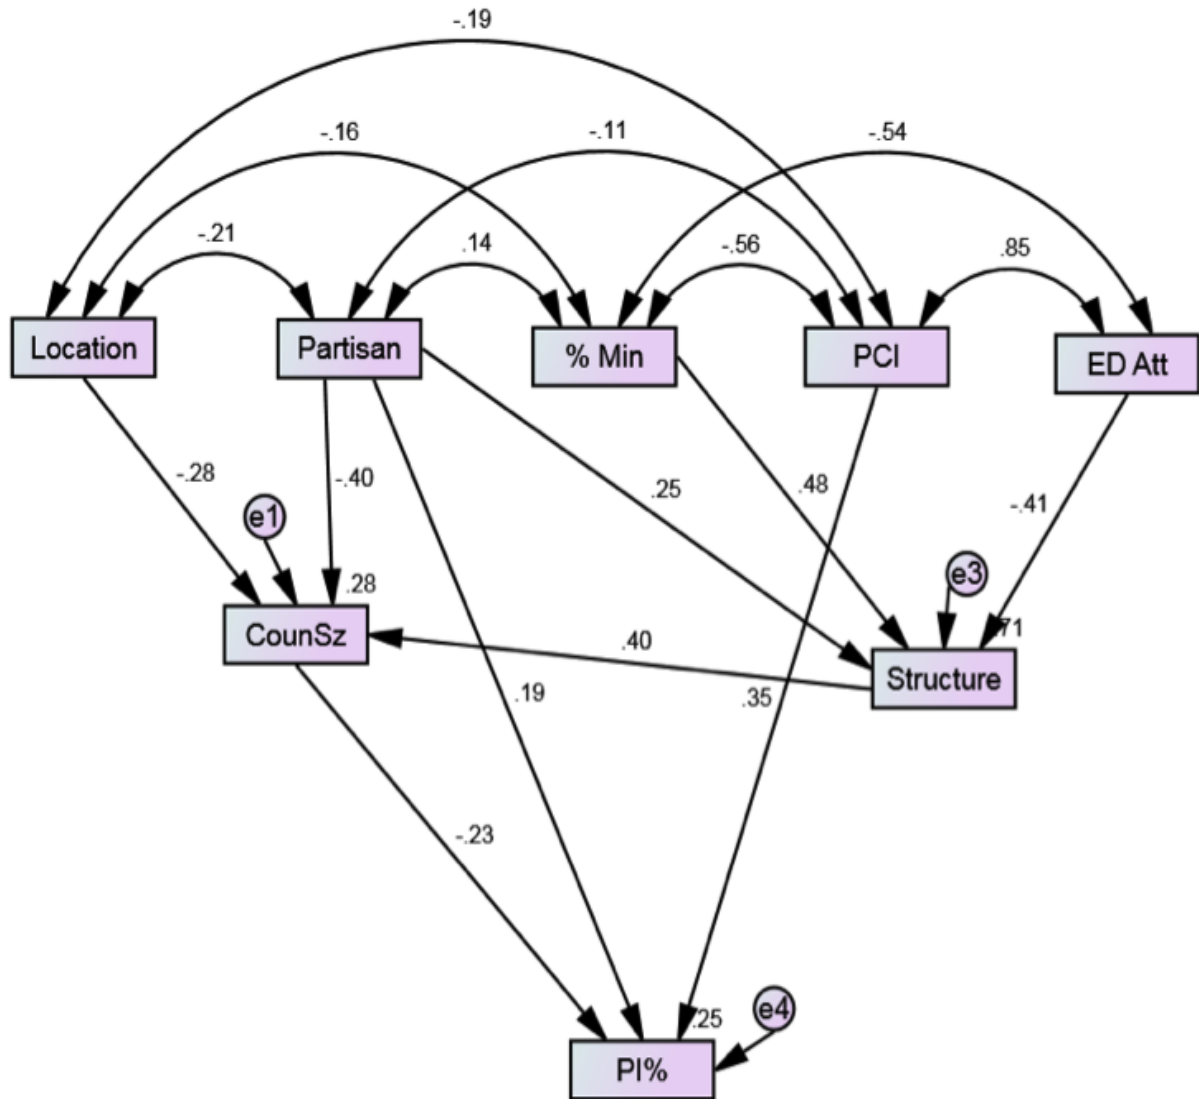 -.19
-.16
-.11
-.54
-.21
.14
-.56
.85
Location
Partisan
% Min
PCI
ED Att
-.28
-.40
.25
.48
-.41
e1
e3
.28
.71
CounSz
.40
Structure
.19
.35
-.23
e4
.25
PI%